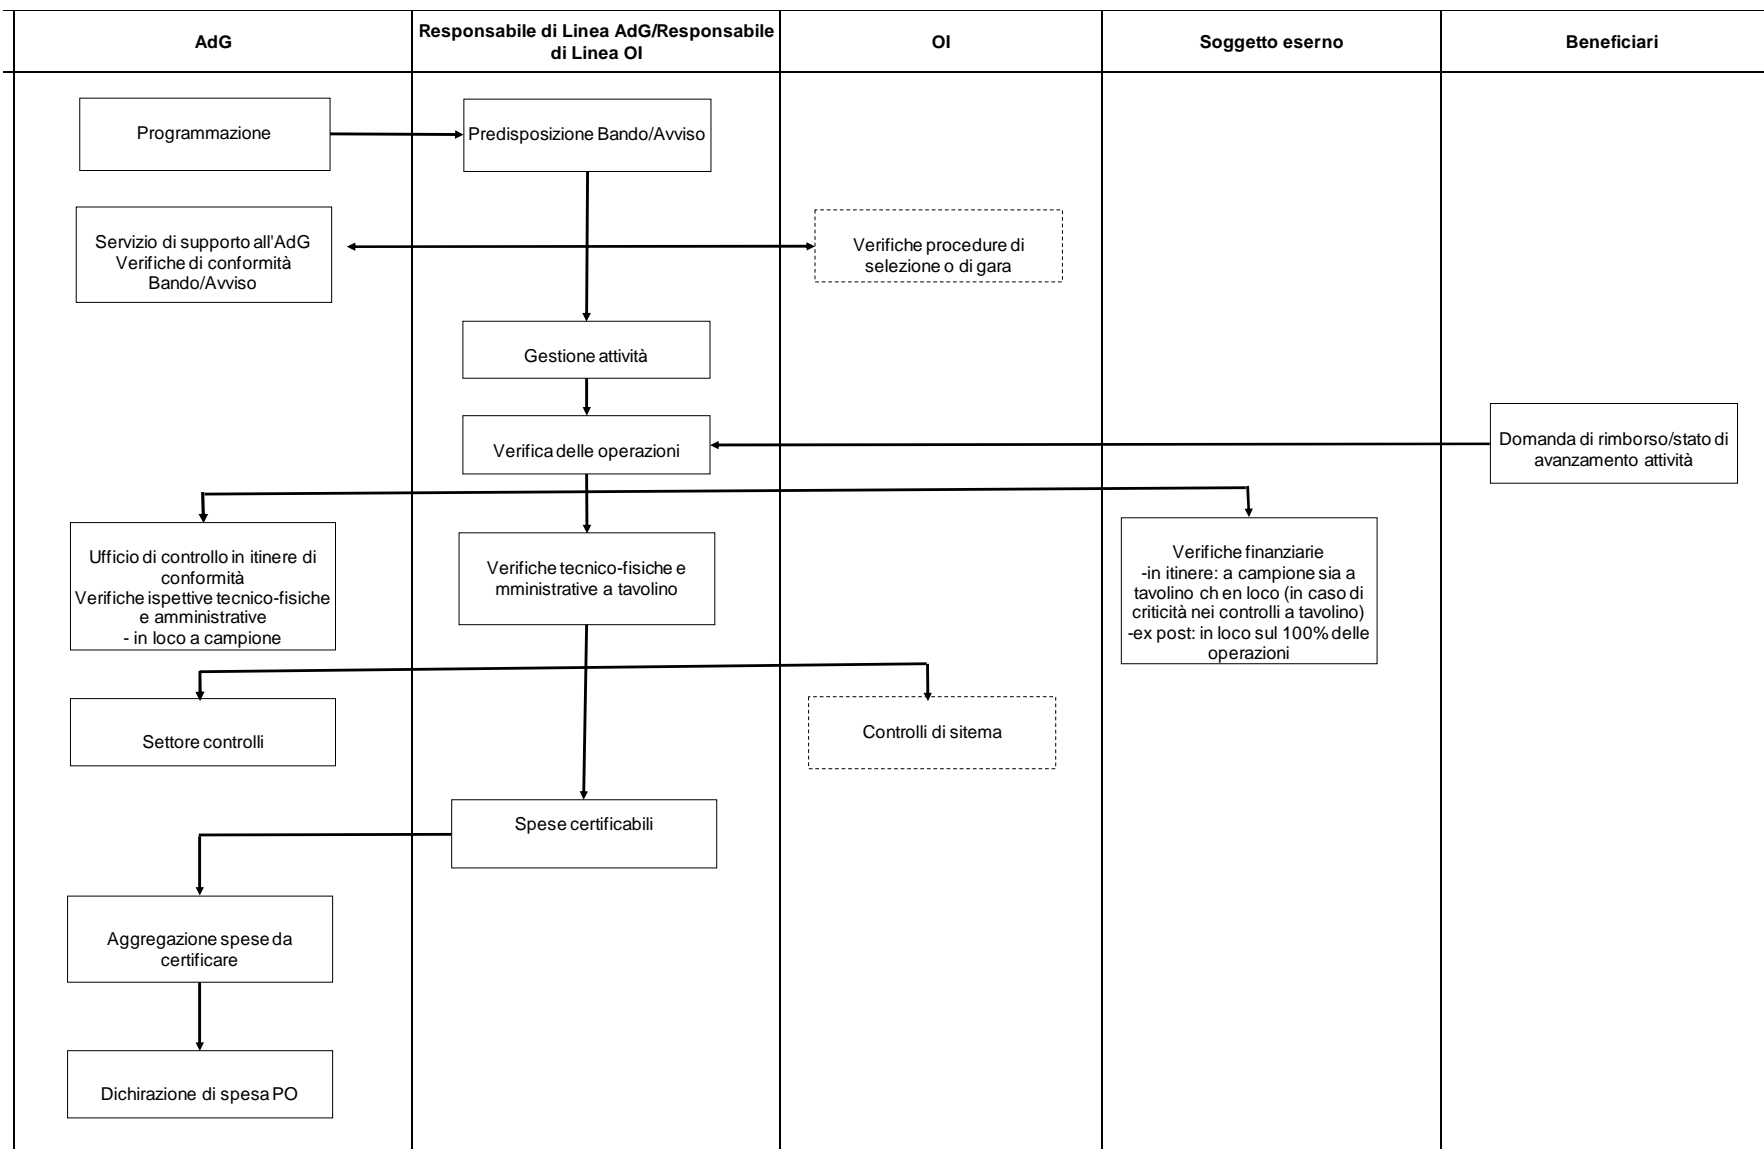 AdG
Responsabile di Linea AdG/Responsabile
di Linea OI
OI
Soggetto eserno
Beneficiari
Programmazione
Predisposizione Bando/Avviso
Servizio di supporto all'AdG
Verifiche di conformità
Bando/Avviso
Verifiche procedure di
selezione o di gara
Gestione attività
Verifica delle operazioni
Domanda di rimborso/stato di
avanzamento attività
Ufficio di controllo in itinere di
conformità
Verifiche ispettive tecnico-fisiche
e amministrative
- in loco a campione
Verifiche tecnico-fisiche e
mministrative a tavolino
Verifiche finanziarie
-in itinere: a campione sia a
tavolino ch en loco (in caso di
criticità nei controlli a tavolino)
-ex post: in loco sul 100% delle
operazioni
Settore controlli
Controlli di sitema
Spese certificabili
Aggregazione spese da
certificare
Dichirazione di spesa PO